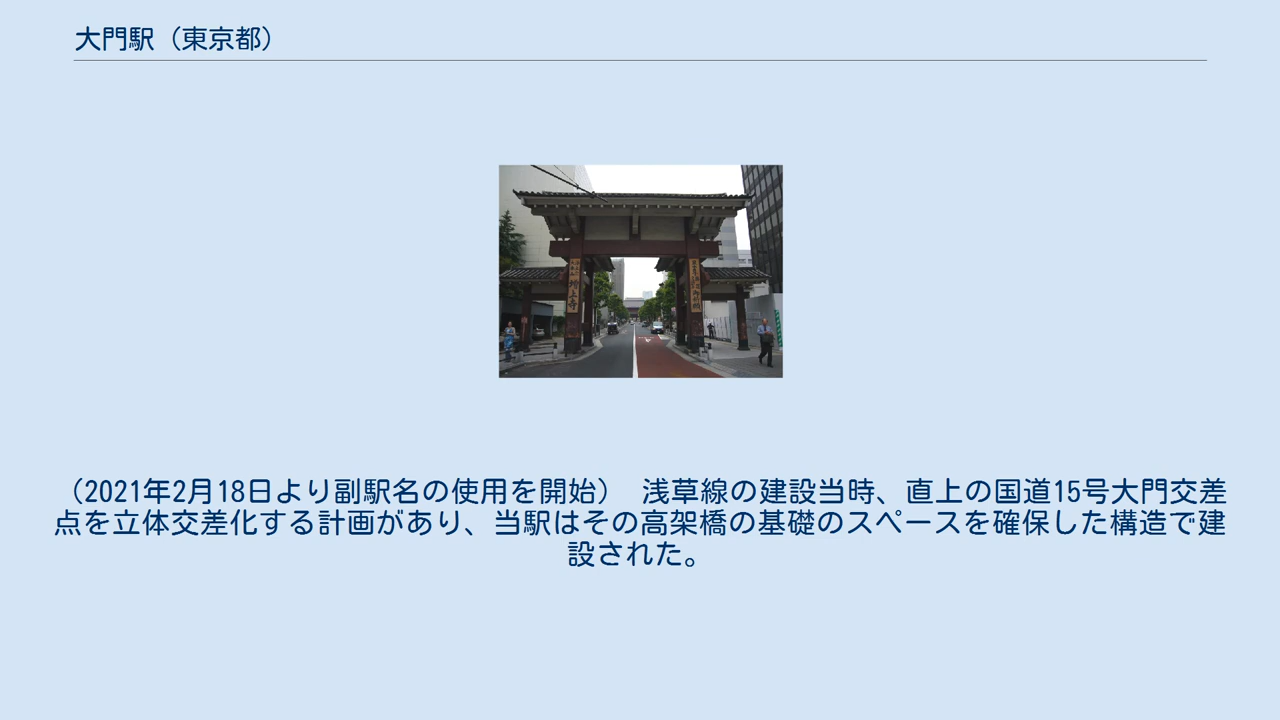 大門駅（東京都）
増上寺
（2021年2月18日より副駅名の使用を開始）　浅草線の建設当時、直上の国道15号大門交差
点を立体交差化する計画があり、当駅はその高架橋の基礎のスペースを確保した構造で建
設された。